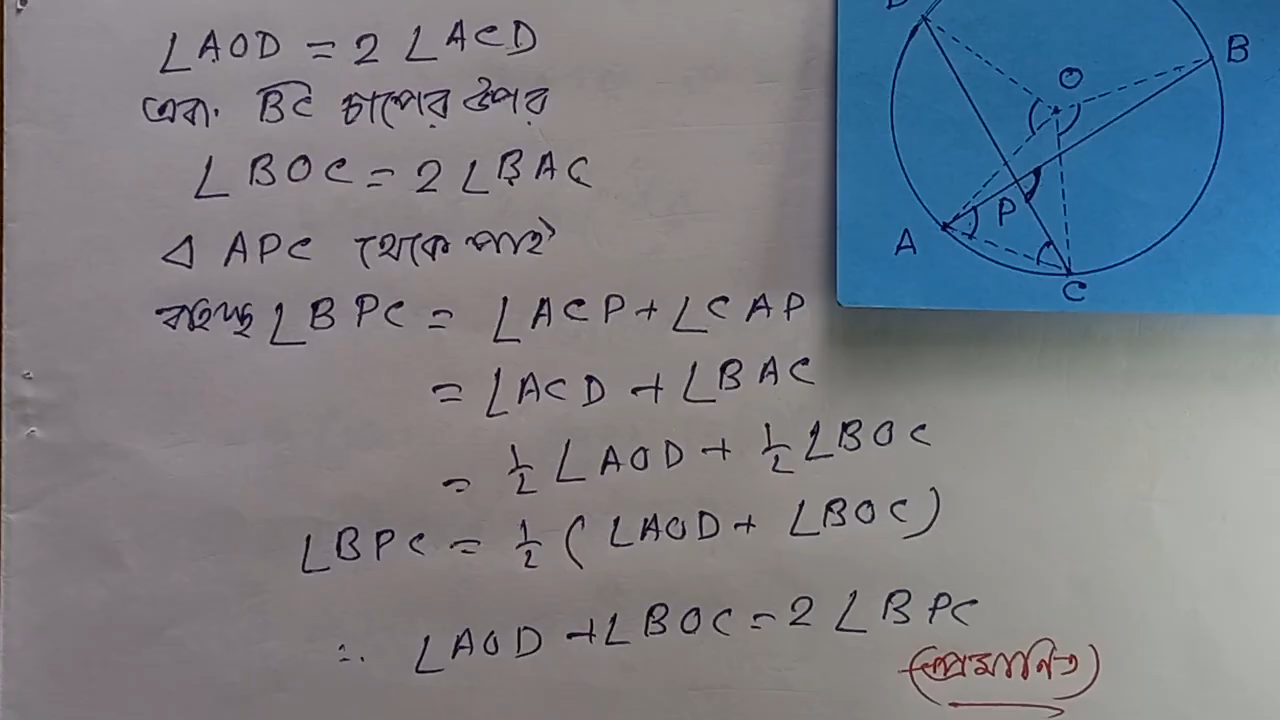 ∠AOD = 2 ∠ACD
এবং BC চাপের উপর
∠BOC = 2 ∠BAC
△ APC থেকে পাই
বহিঃস্থ ∠BPC = ∠ACP + ∠CAP
= ∠ACD + ∠BAC
= ½ ∠AOD + ½ ∠BOC
∠BPC = ½ (∠AOD + ∠BOC)
∴ ∠AOD + ∠BOC = 2 ∠BPC
(প্রমাণিত)
D
B
O
P
A
C